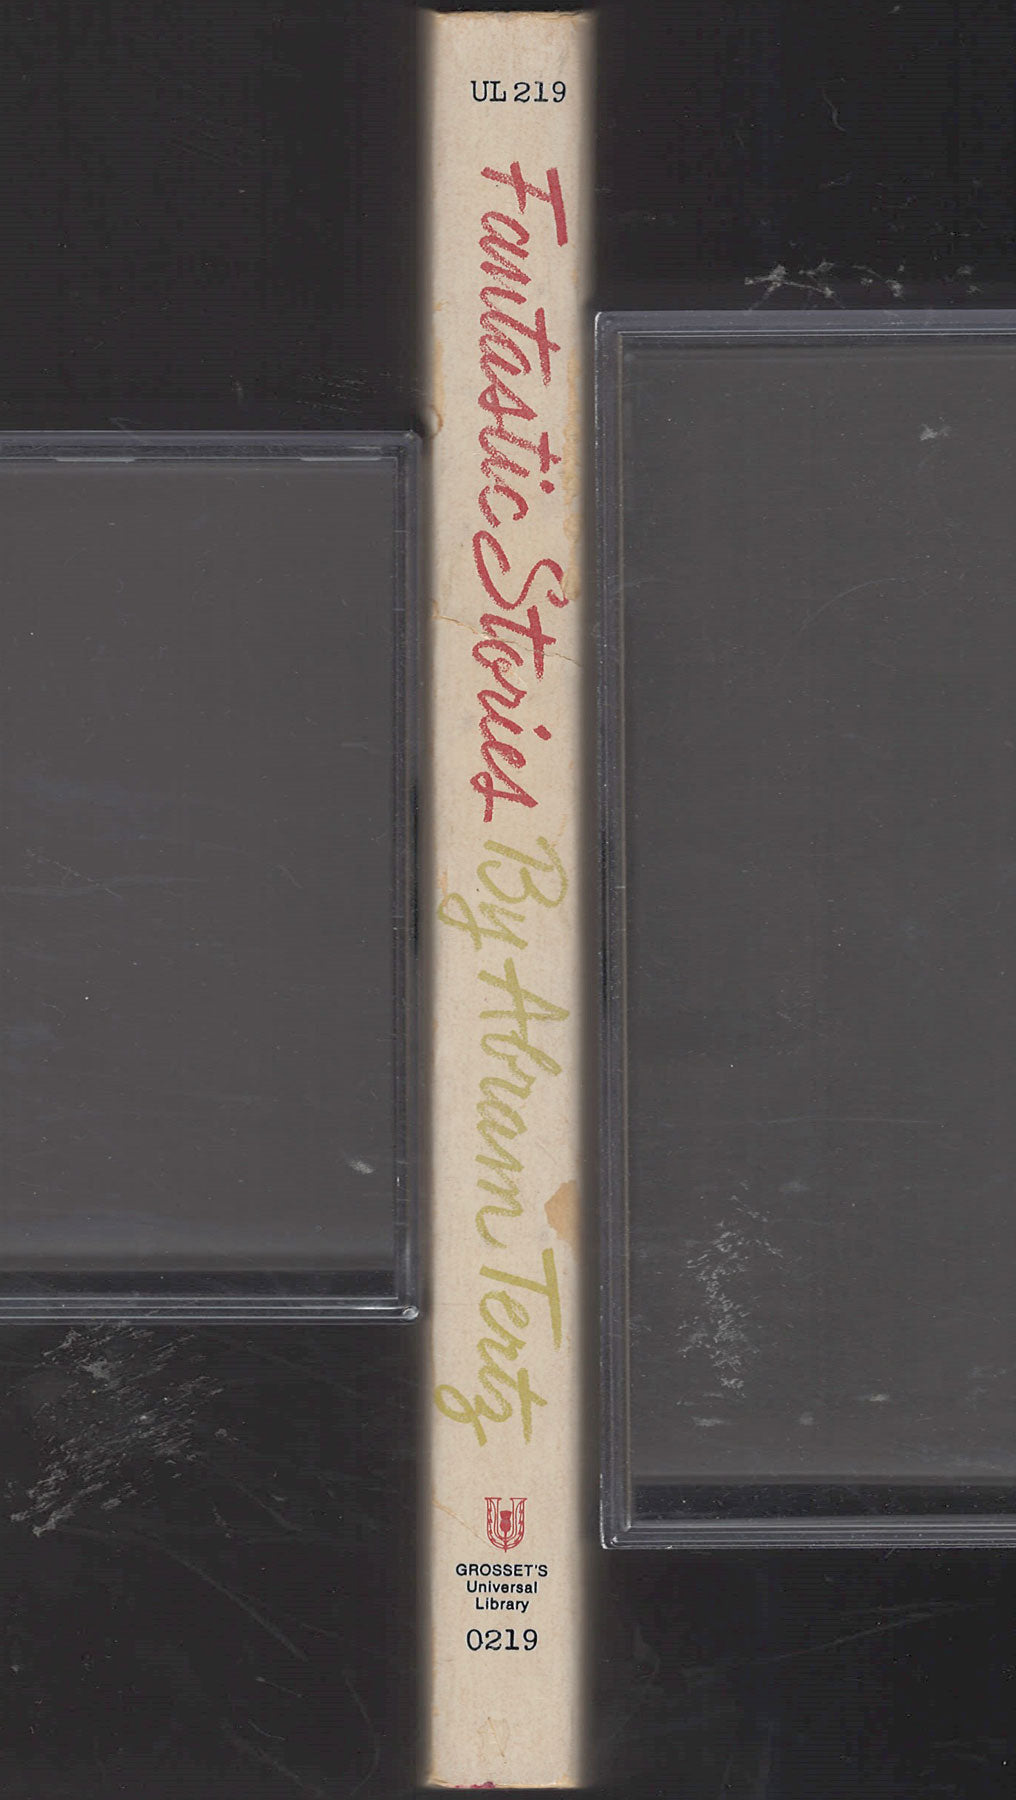 UL 219
Fantastic Stories By Abram Tertz
U
GROSSET'S
Universal
Library
0219